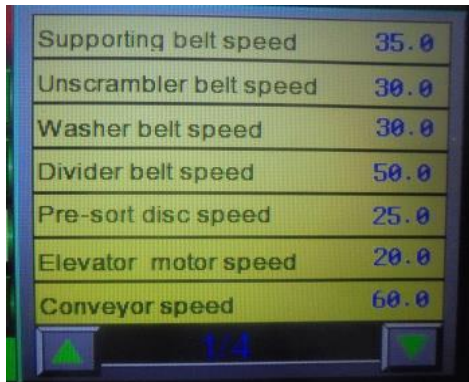 Supporting belt speed 35.0
Unscrambler belt speed 30.0
Washer belt speed 30.0
Divider belt speed 50.0
Pre-sort disc speed 25.0
Elevator motor speed 20.0
Conveyor speed 60.0
1/4